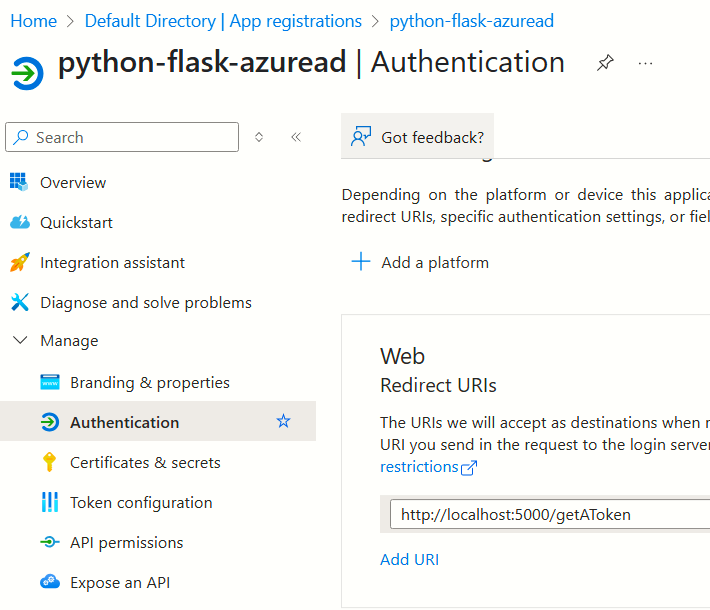 Home > Default Directory | App registrations > python-flask-azuread
python-flask-azuread | Authentication
Search
Overview
Quickstart
Integration assistant
Diagnose and solve problems
Manage
Branding & properties
Authentication
Certificates & secrets
Token configuration
API permissions
Expose an API
Got feedback?
Depending on the platform or device this applic
redirect URIs, specific authentication settings, or fiel
Add a platform
Web
Redirect URIs
The URIs we will accept as destinations when r
URI you send in the request to the login server
restrictions
http://localhost:5000/getAToken
Add URI